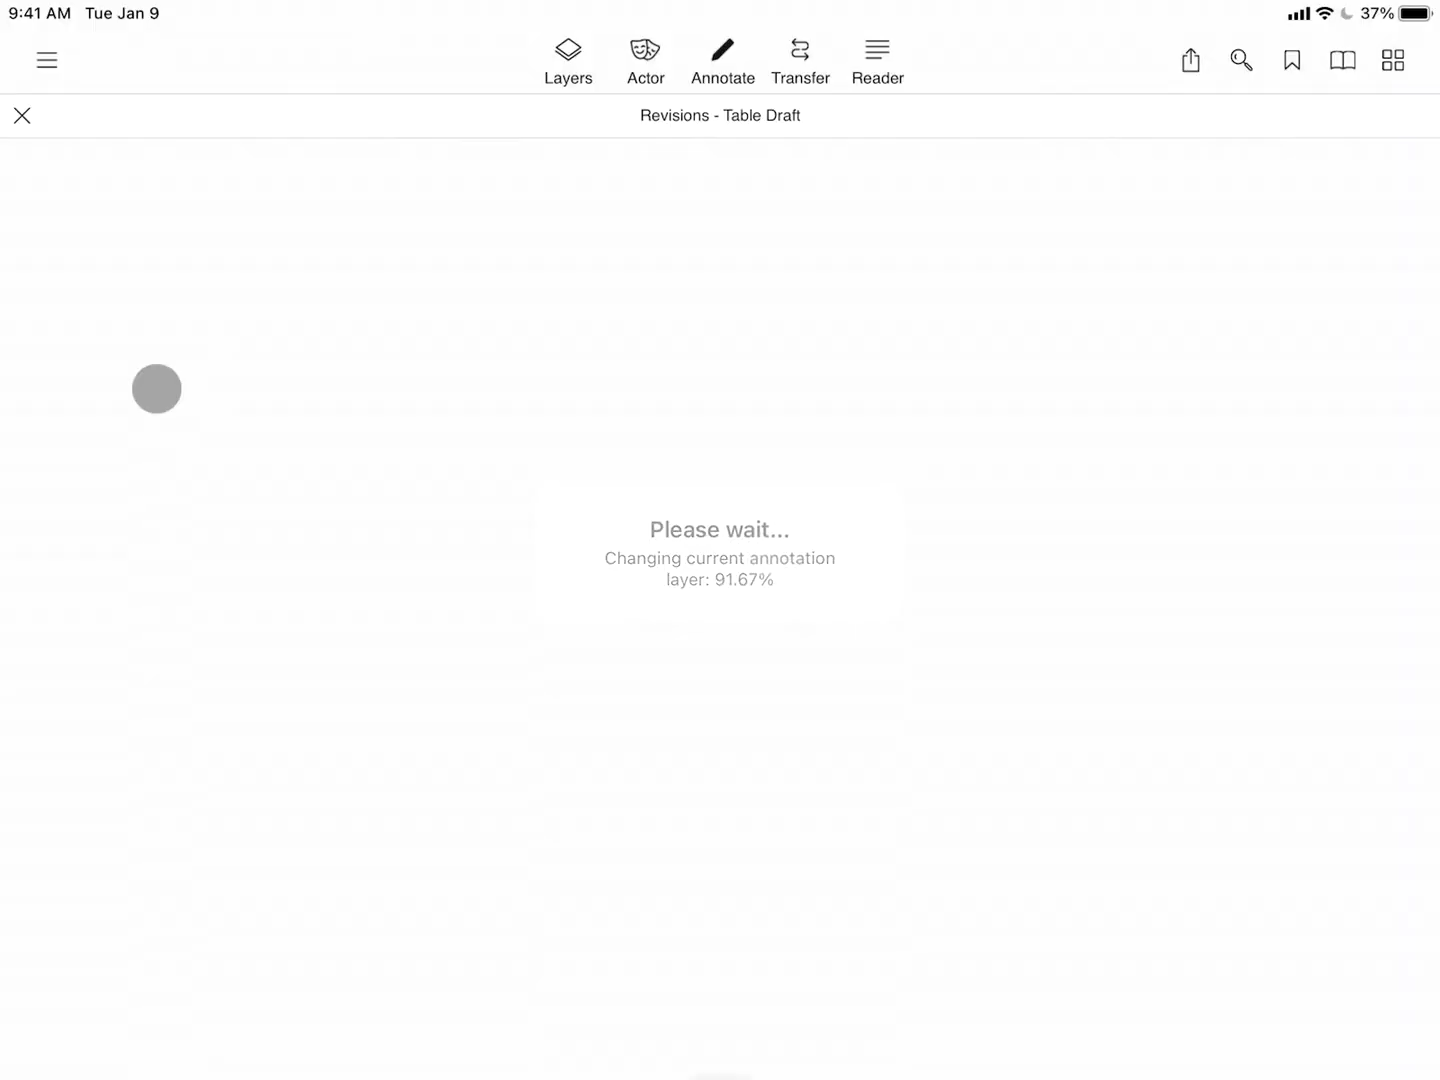 9:41 AM Tue Jan 9
37%
Layers
Actor
Annotate
Transfer
Reader
Revisions - Table Draft
Please wait...
Changing current annotation
layer: 91.67%